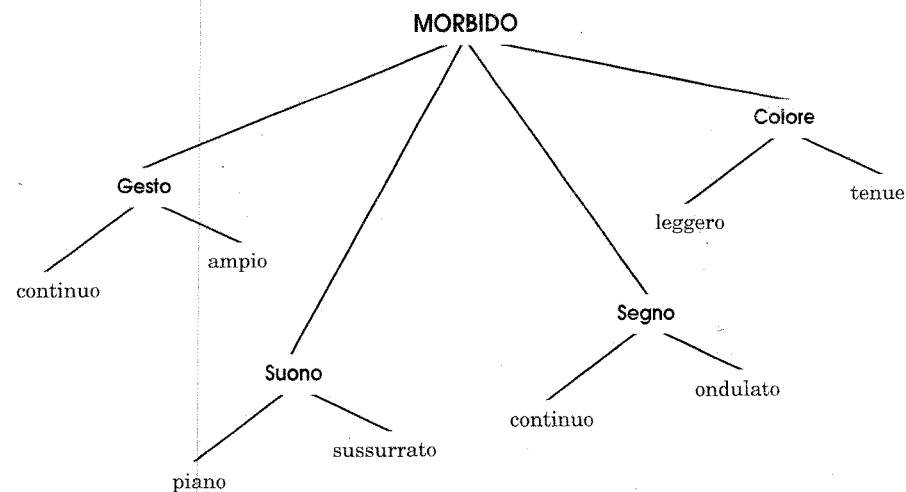 MORBIDO
Colore
Gesto
leggero
tenue
continuo
ampio
Segno
Suono
continuo
ondulato
piano
sussurrato